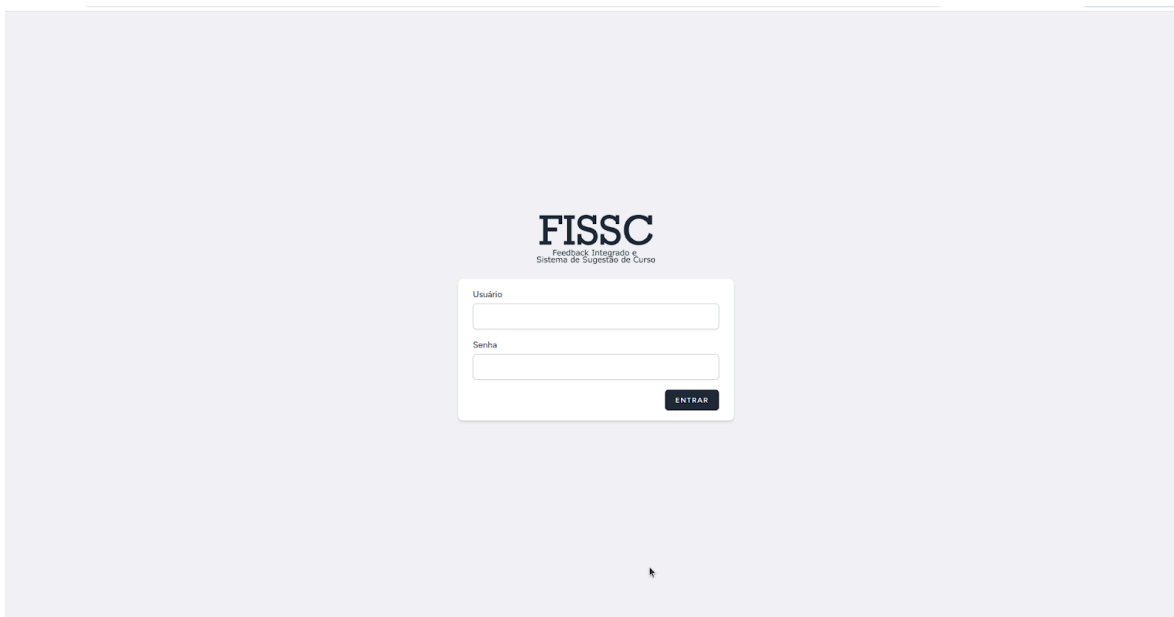 FISSC
Feedback Integrado e
Sistema de Sugestão de Curso
Usuário
Senha
ENTRAR